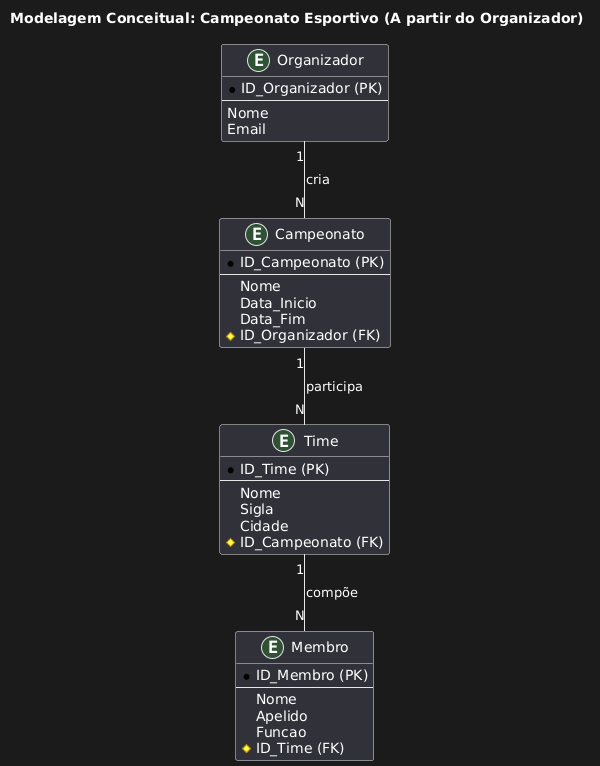 Modelagem Conceitual: Campeonato Esportivo (A partir do Organizador)
E Organizador
ID_Organizador (PK)
Nome
Email
1
cria
N
E Campeonato
ID_Campeonato (PK)
Nome
Data_Inicio
Data_Fim
ID_Organizador (FK)
1
participa
N
E Time
ID_Time (PK)
Nome
Sigla
Cidade
ID_Campeonato (FK)
1
compõe
N
E Membro
ID_Membro (PK)
Nome
Apelido
Funcao
ID_Time (FK)